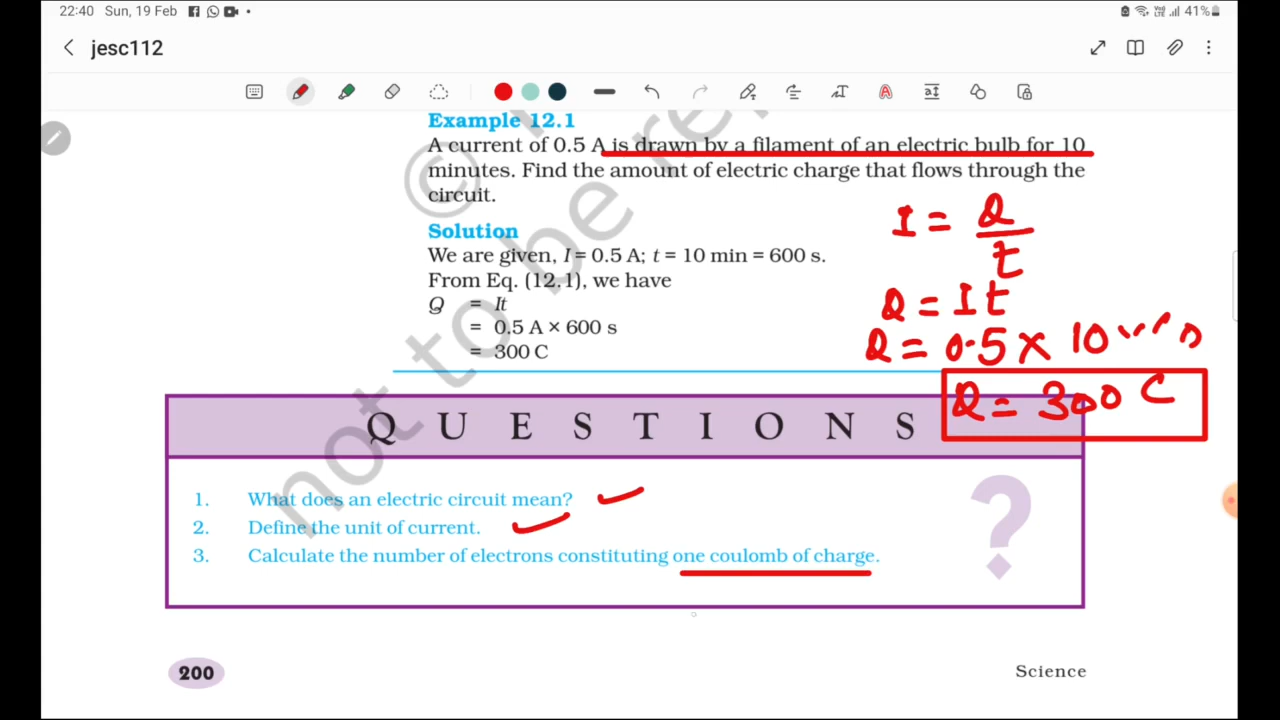 22:40 Sun, 19 Feb
41%
jesc112
Example 12.1
A current of 0.5 A is drawn by a filament of an electric bulb for 10
minutes. Find the amount of electric charge that flows through the
circuit.
Solution
We are given, I = 0.5 A; t = 10 min = 600 s.
From Eq. (12.1), we have
Q = It
= 0.5 A × 600 s
= 300 C
I = Q
t
Q = I t
Q = 0.5 × 10
Q = 300 C
QUESTIONS
1. What does an electric circuit mean?
2. Define the unit of current.
3. Calculate the number of electrons constituting one coulomb of charge.
?
© 
not to be re
200
Science